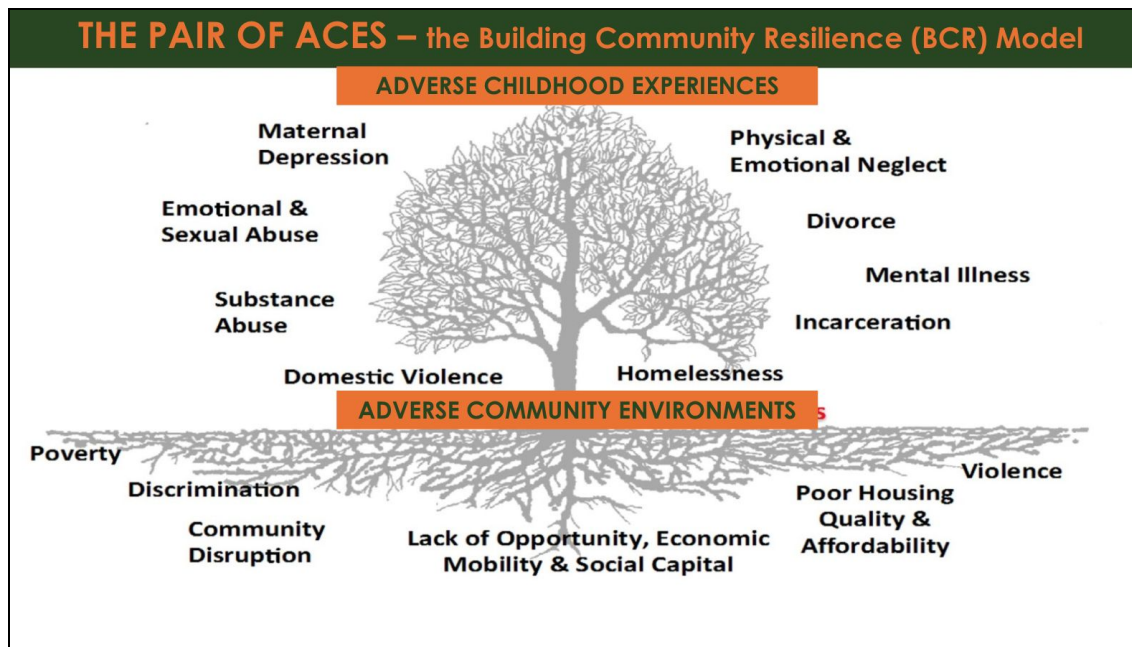 THE PAIR OF ACES – the Building Community Resilience (BCR) Model
ADVERSE CHILDHOOD EXPERIENCES
Maternal
Depression
Physical &
Emotional Neglect
Emotional &
Sexual Abuse
Divorce
Mental Illness
Substance
Abuse
Incarceration
Domestic Violence
Homelessness
ADVERSE COMMUNITY ENVIRONMENTS
s
Poverty
Discrimination
Community
Disruption
Lack of Opportunity, Economic
Mobility & Social Capital
Poor Housing
Quality &
Affordability
Violence